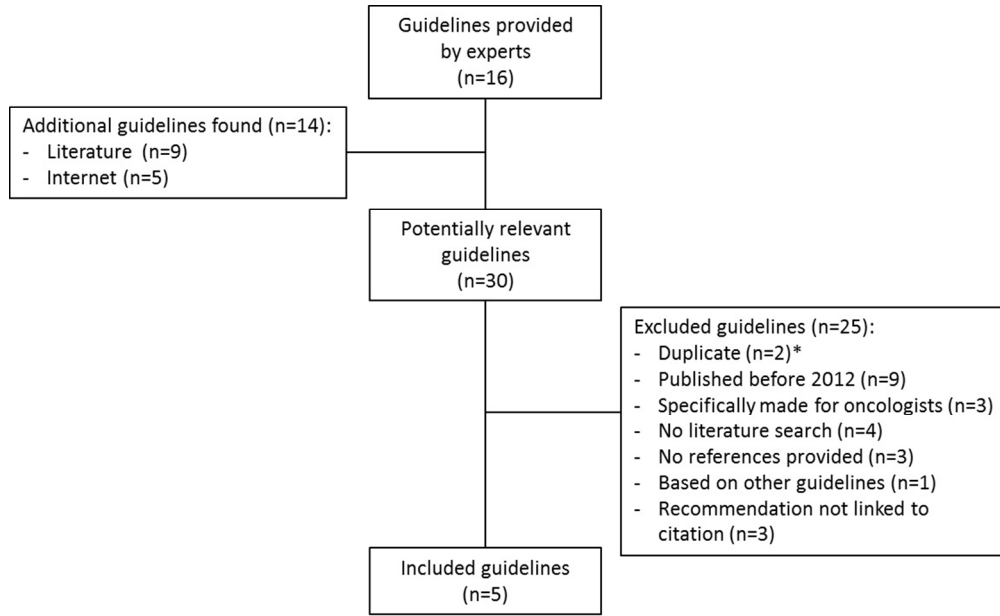 Guidelines provided
by experts
(n=16)
Additional guidelines found (n=14):
- Literature (n=9)
- Internet (n=5)
Potentially relevant
guidelines
(n=30)
Excluded guidelines (n=25):
- Duplicate (n=2)*
- Published before 2012 (n=9)
- Specifically made for oncologists (n=3)
- No literature search (n=4)
- No references provided (n=3)
- Based on other guidelines (n=1)
- Recommendation not linked to
citation (n=3)
Included guidelines
(n=5)